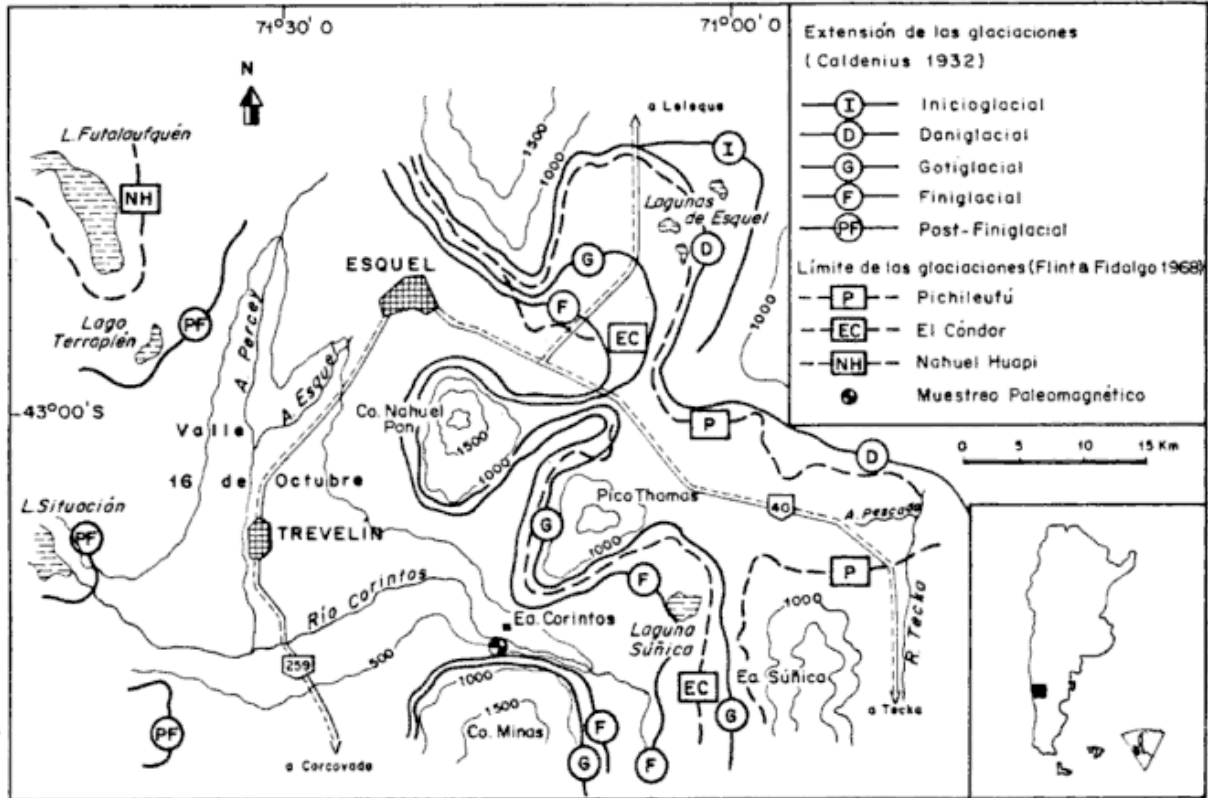 71°30' O
71°00' O
N
a Leleque
L. Futalaufquén
NH
1500
1000
I
Lagunas
de Esquel
D
G
ESQUEL
F
EC
1000
PF
Lago
Terraplén
A. Percey
A. Esquel
43°00' S
Co. Nahuel
Pan
1500
1000
P
D
Valle
16 de Octubre
Pico Thomas
1000
G
40
A. Pescado
L. Situación
PF
TREVELIN
P
F
Río Corintos
Ea. Corintos
Laguna
Súñica
1000
R. Tecka
259
500
1000
1500
Co. Minas
EC
Ea. Súñica
G
F
G
F
PF
a Corcovado
a Tecka
Extensión de las glaciaciones
(Caldenius 1932)
I Inicioglacial
D Daniglacial
G Gotiglacial
F Finiglacial
PF Post-Finiglacial
Límite de las glaciaciones (Flint & Fidalgo 1968)
P Pichileufú
EC El Cóndor
NH Nahuel Huapi
Muestreo Paleomagnético
0 5 10 15 Km